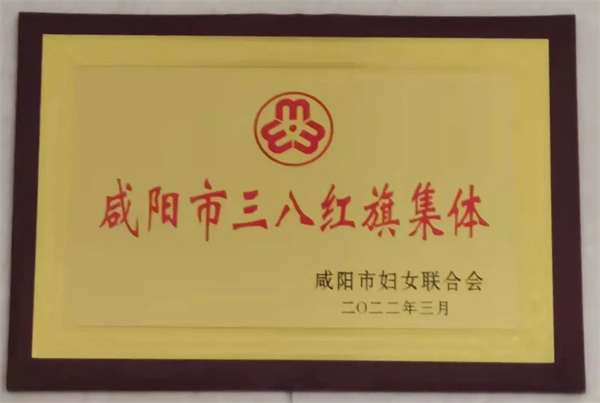 咸阳市三八红旗集体
咸阳市妇女联合会
二〇二二年三月